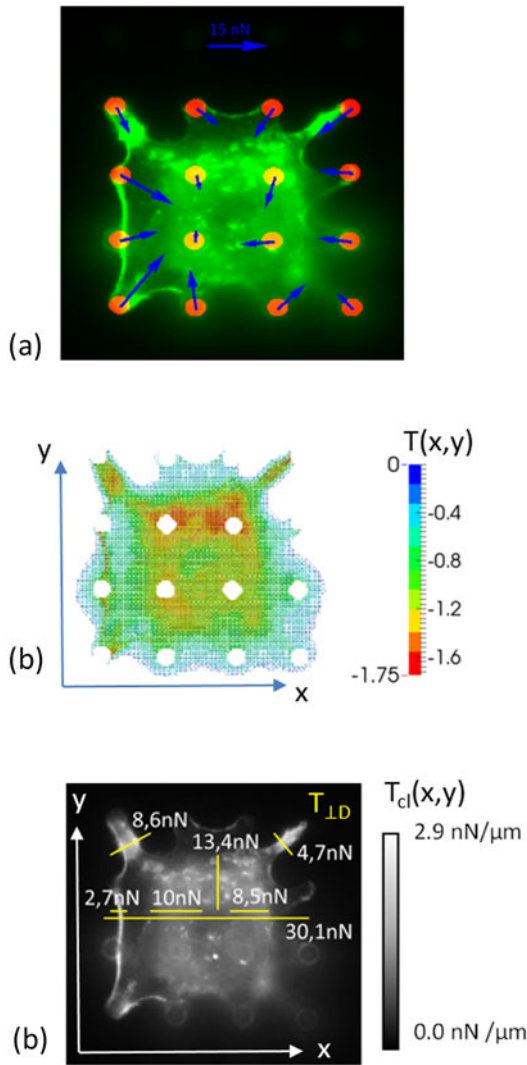 15 nN
(a)
y
T(x,y)
0
-0.4
-0.8
-1.2
-1.6
-1.75
(b)
x
y
T⊥D
Tcl(x,y)
8,6nN
2.9 nN/µm
13,4nN
4,7nN
2,7nN
10nN
8,5nN
30,1nN
(b)
x
0.0 nN /µm